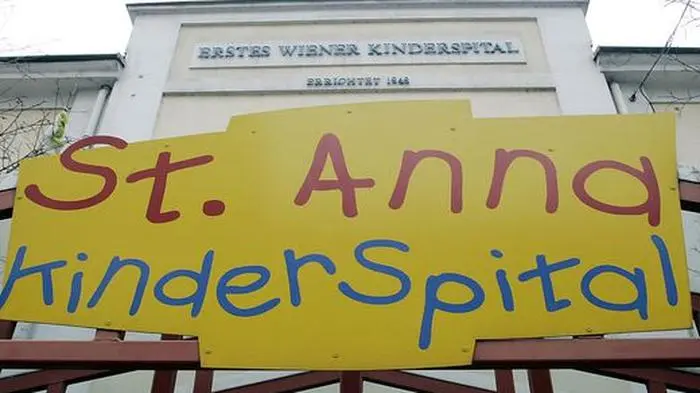 ERSTES WIENER KINDERSPITAL
ERRICHTET 1848
St. Anna
KinderSpital